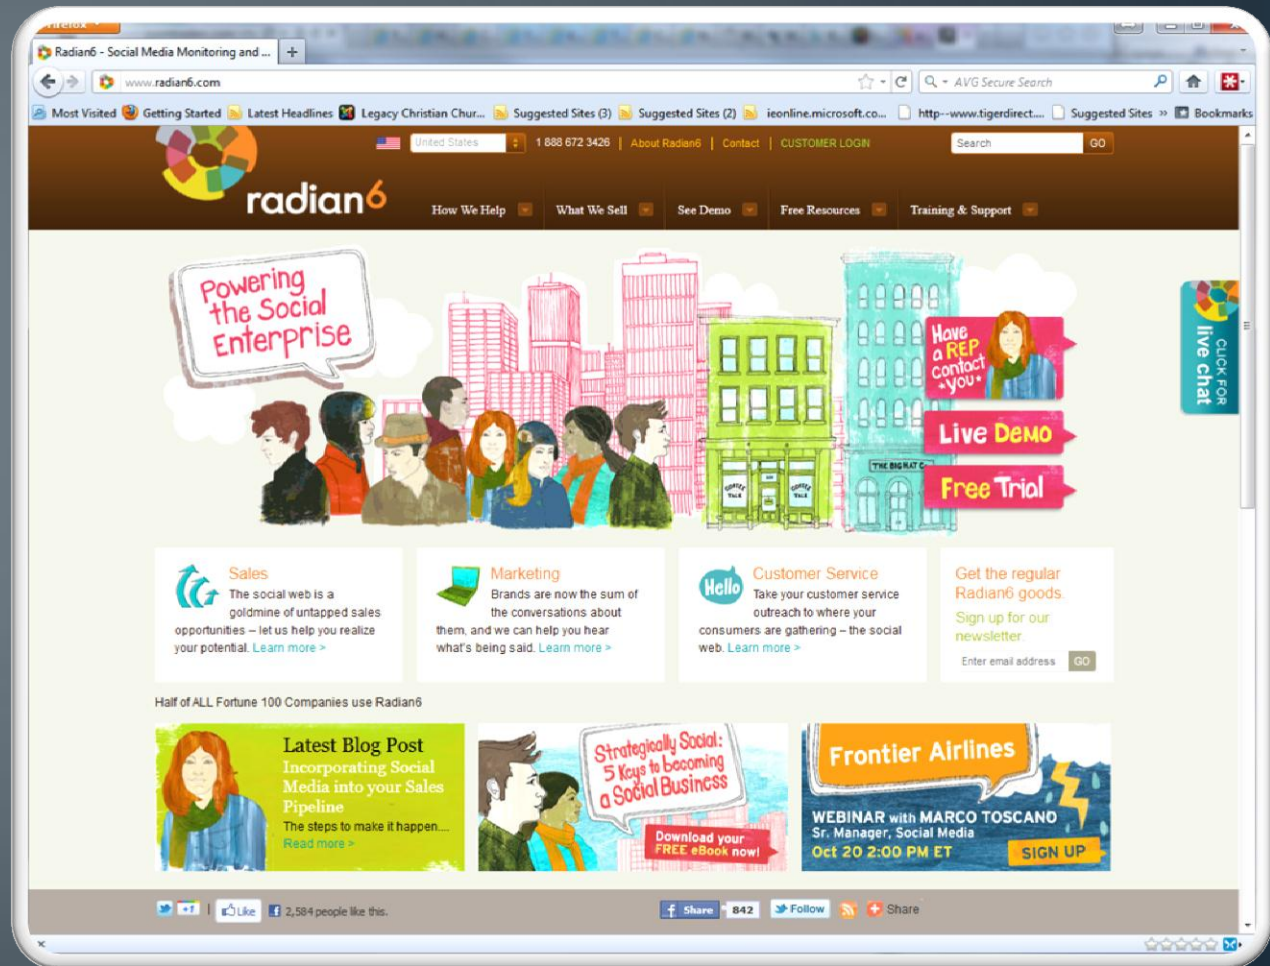 Firefox
Radian6 - Social Media Monitoring and ...
www.radian6.com
AVG Secure Search
Most Visited Getting Started Latest Headlines Legacy Christian Chur... Suggested Sites (3) Suggested Sites (2) ieonline.microsoft.co... http--www.tigerdirect.... Suggested Sites » Bookmarks
United States 1 888 672 3426 | About Radian6 | Contact | CUSTOMER LOGIN Search GO
radian6
How We Help What We Sell See Demo Free Resources Training & Support
Powering
the Social
Enterprise
Have
a REP
contact
*YOU*
Live Demo
Free Trial
CLICK FOR
live chat
COFFEE
TALK
COFFEE
TALK
THE BIG HAT C
Sales
The social web is a
goldmine of untapped sales
opportunities – let us help you realize
your potential. Learn more >
Marketing
Brands are now the sum of
the conversations about
them, and we can help you hear
what's being said. Learn more >
Hello
Customer Service
Take your customer service
outreach to where your
consumers are gathering – the social
web. Learn more >
Get the regular
Radian6 goods.
Sign up for our
newsletter.
Enter email address GO
Half of ALL Fortune 100 Companies use Radian6
Latest Blog Post
Incorporating Social
Media into your Sales
Pipeline
The steps to make it happen....
Read more >
Strategically Social:
5 Keys to becoming
a Social Business
Download your
FREE eBook now!
Frontier Airlines
WEBINAR with MARCO TOSCANO
Sr. Manager, Social Media
Oct 20 2:00 PM ET
SIGN UP
+1 | Like 2,584 people like this.
Share 842 Follow Share